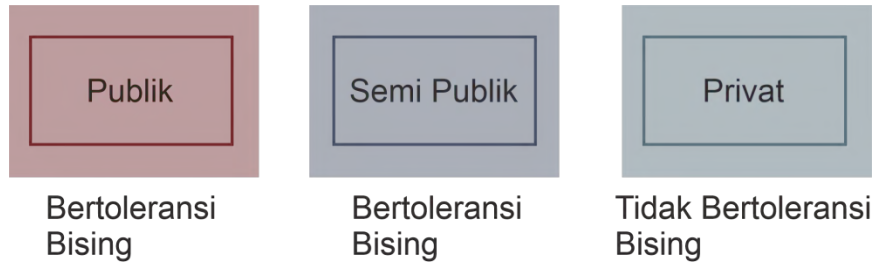 Publik
Semi Publik
Privat
Bertoleransi
Bising
Bertoleransi
Bising
Tidak Bertoleransi
Bising